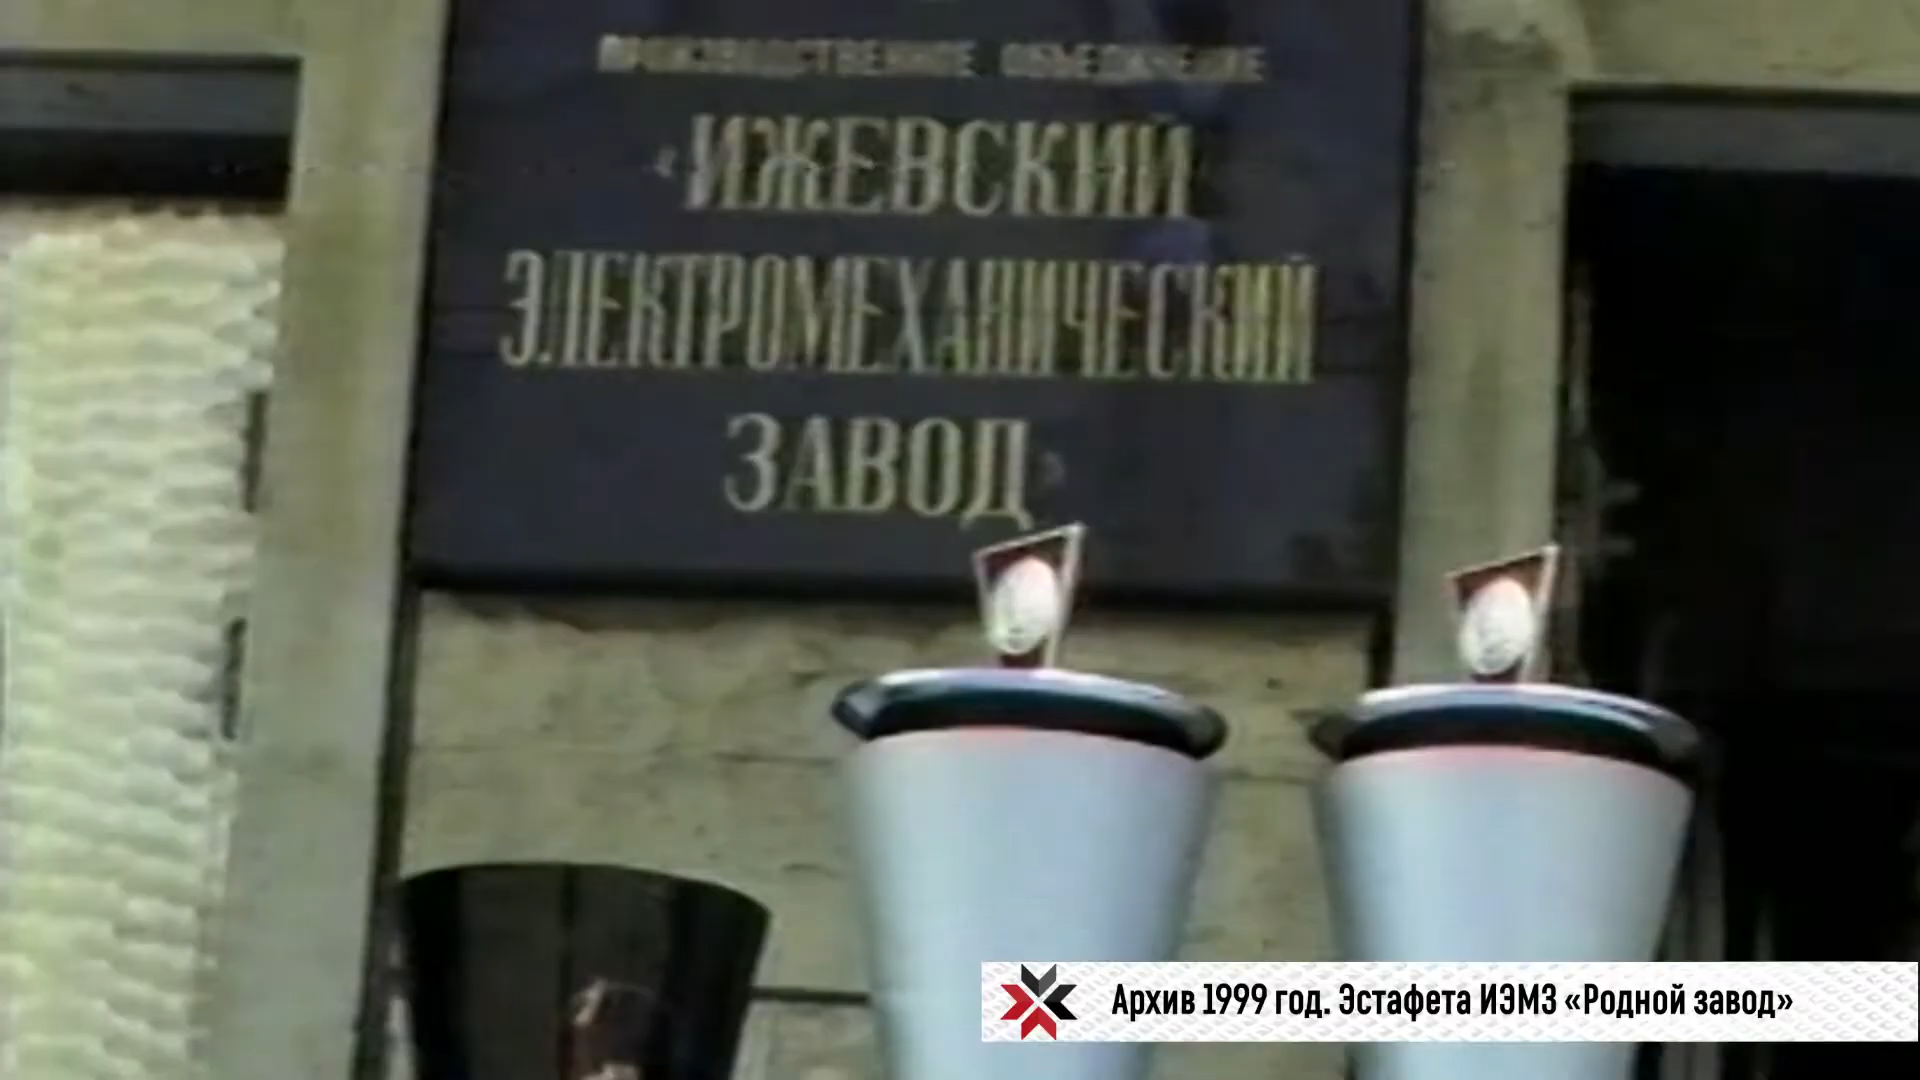 ПРОИЗВОДСТВЕННОЕ ОБЪЕДИНЕНИЕ
«ИЖЕВСКИЙ
ЭЛЕКТРОМЕХАНИЧЕСКИЙ
ЗАВОД»
Архив 1999 год. Эстафета ИЭМЗ «Родной завод»